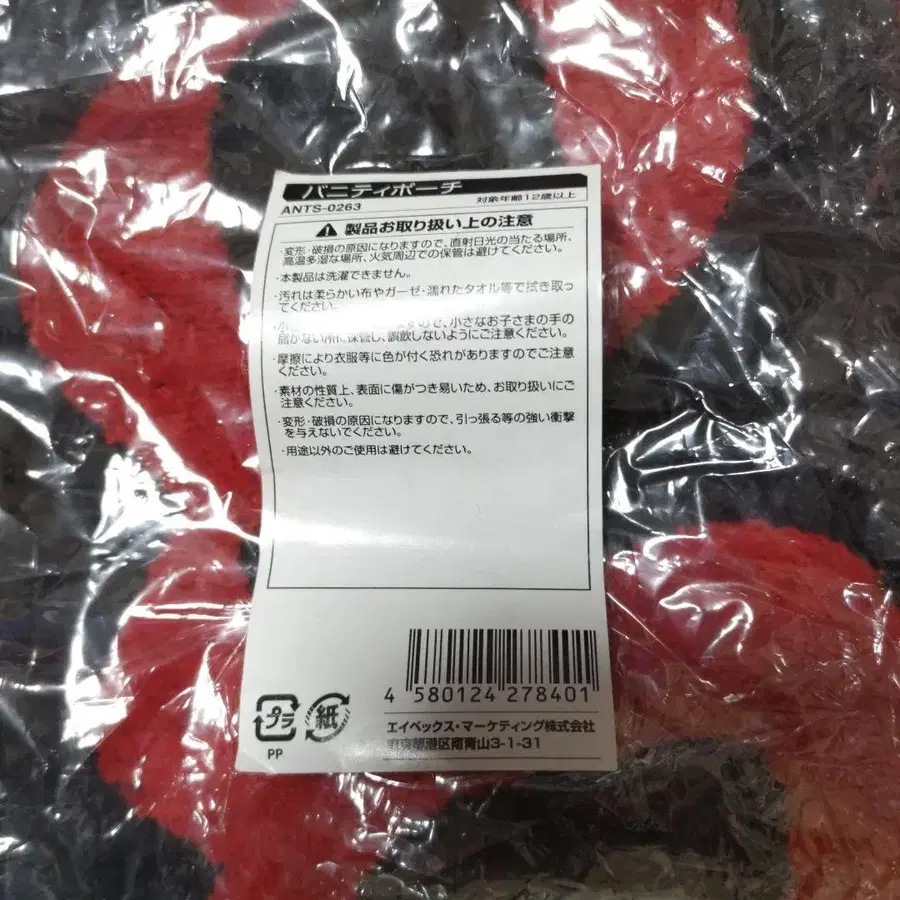 バニティポーチ
ANTS-0263
対象年齢12歳以上
製品お取り扱い上の注意
・変形・破損の原因になりますので、直射日光の当たる場所、
高温多湿な場所、火気周辺での保管は避けてください。
・本製品は洗濯できません。
・汚れは柔らかい布やガーゼ・濡れたタオル等で拭き取っ
てください。
・小さ ますので、小さなお子さまの手の
届かない所に保管し、誤飲しないようにご注意ください。
・摩擦により衣服等に色が付く恐れがありますのでご注意
ください。
・素材の性質上、表面に傷がつき易いため、お取り扱いにご
注意ください。
・変形・破損の原因になりますので、引っ張る等の強い衝撃
を与えないでください。
・用途以外のご使用は避けてください。
4 580124 278401
プラ
紙
PP
エイベックス・マーケティング株式会社
東京都港区南青山3-1-31